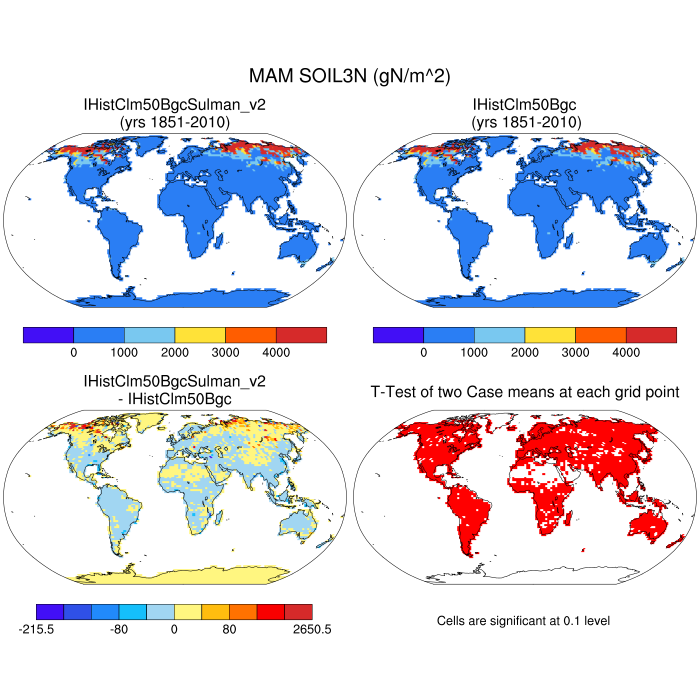 MAM SOIL3N (gN/m^2)
IHistClm50BgcSulman_v2
(yrs 1851-2010)
IHistClm50Bgc
(yrs 1851-2010)
0 1000 2000 3000 4000
0 1000 2000 3000 4000
IHistClm50BgcSulman_v2
- IHistClm50Bgc
T-Test of two Case means at each grid point
-215.5 -80 0 80 2650.5
Cells are significant at 0.1 level